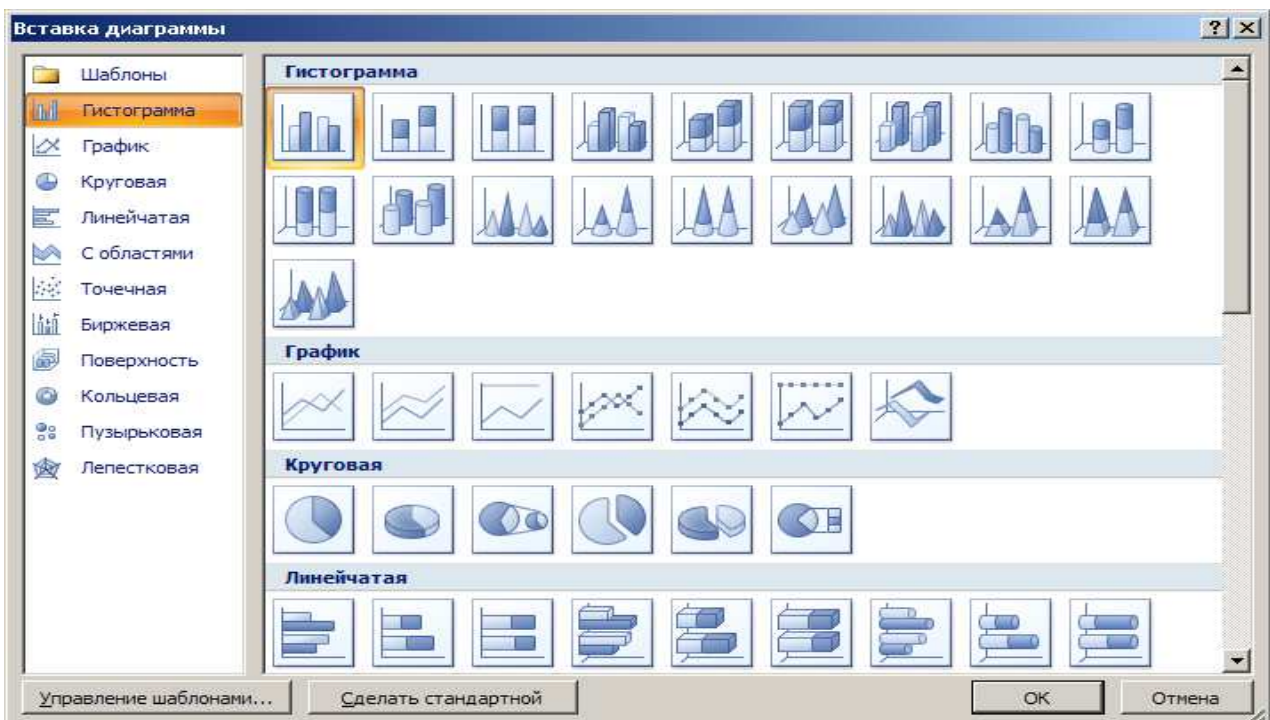 Вставка диаграммы
Шаблоны
Гистограмма
График
Круговая
Линейчатая
С областями
Точечная
Биржевая
Поверхность
Кольцевая
Пузырьковая
Лепестковая
Гистограмма
График
Круговая
Линейчатая
Управление шаблонами...
Сделать стандартной
ОК
Отмена